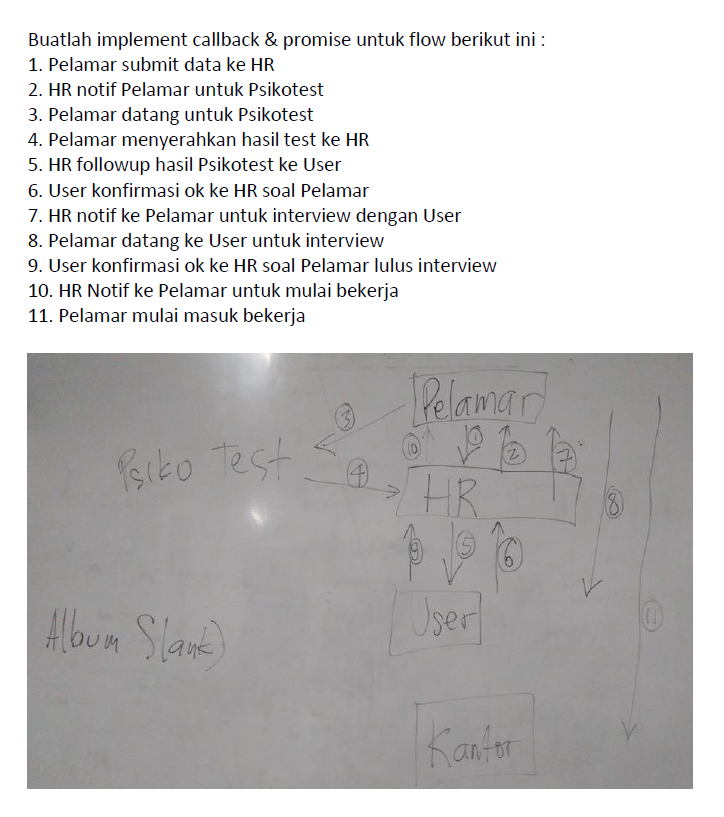 Buatlah implement callback & promise untuk flow berikut ini :
1. Pelamar submit data ke HR
2. HR notif Pelamar untuk Psikotest
3. Pelamar datang untuk Psikotest
4. Pelamar menyerahkan hasil test ke HR
5. HR followup hasil Psikotest ke User
6. User konfirmasi ok ke HR soal Pelamar
7. HR notif ke Pelamar untuk interview dengan User
8. Pelamar datang ke User untuk interview
9. User konfirmasi ok ke HR soal Pelamar lulus interview
10. HR Notif ke Pelamar untuk mulai bekerja
11. Pelamar mulai masuk bekerja
Pelamar
3
10 1 2 7
Psiko Test
4
HR
8
9 5 6
User
11
Album Slank)
Kantor